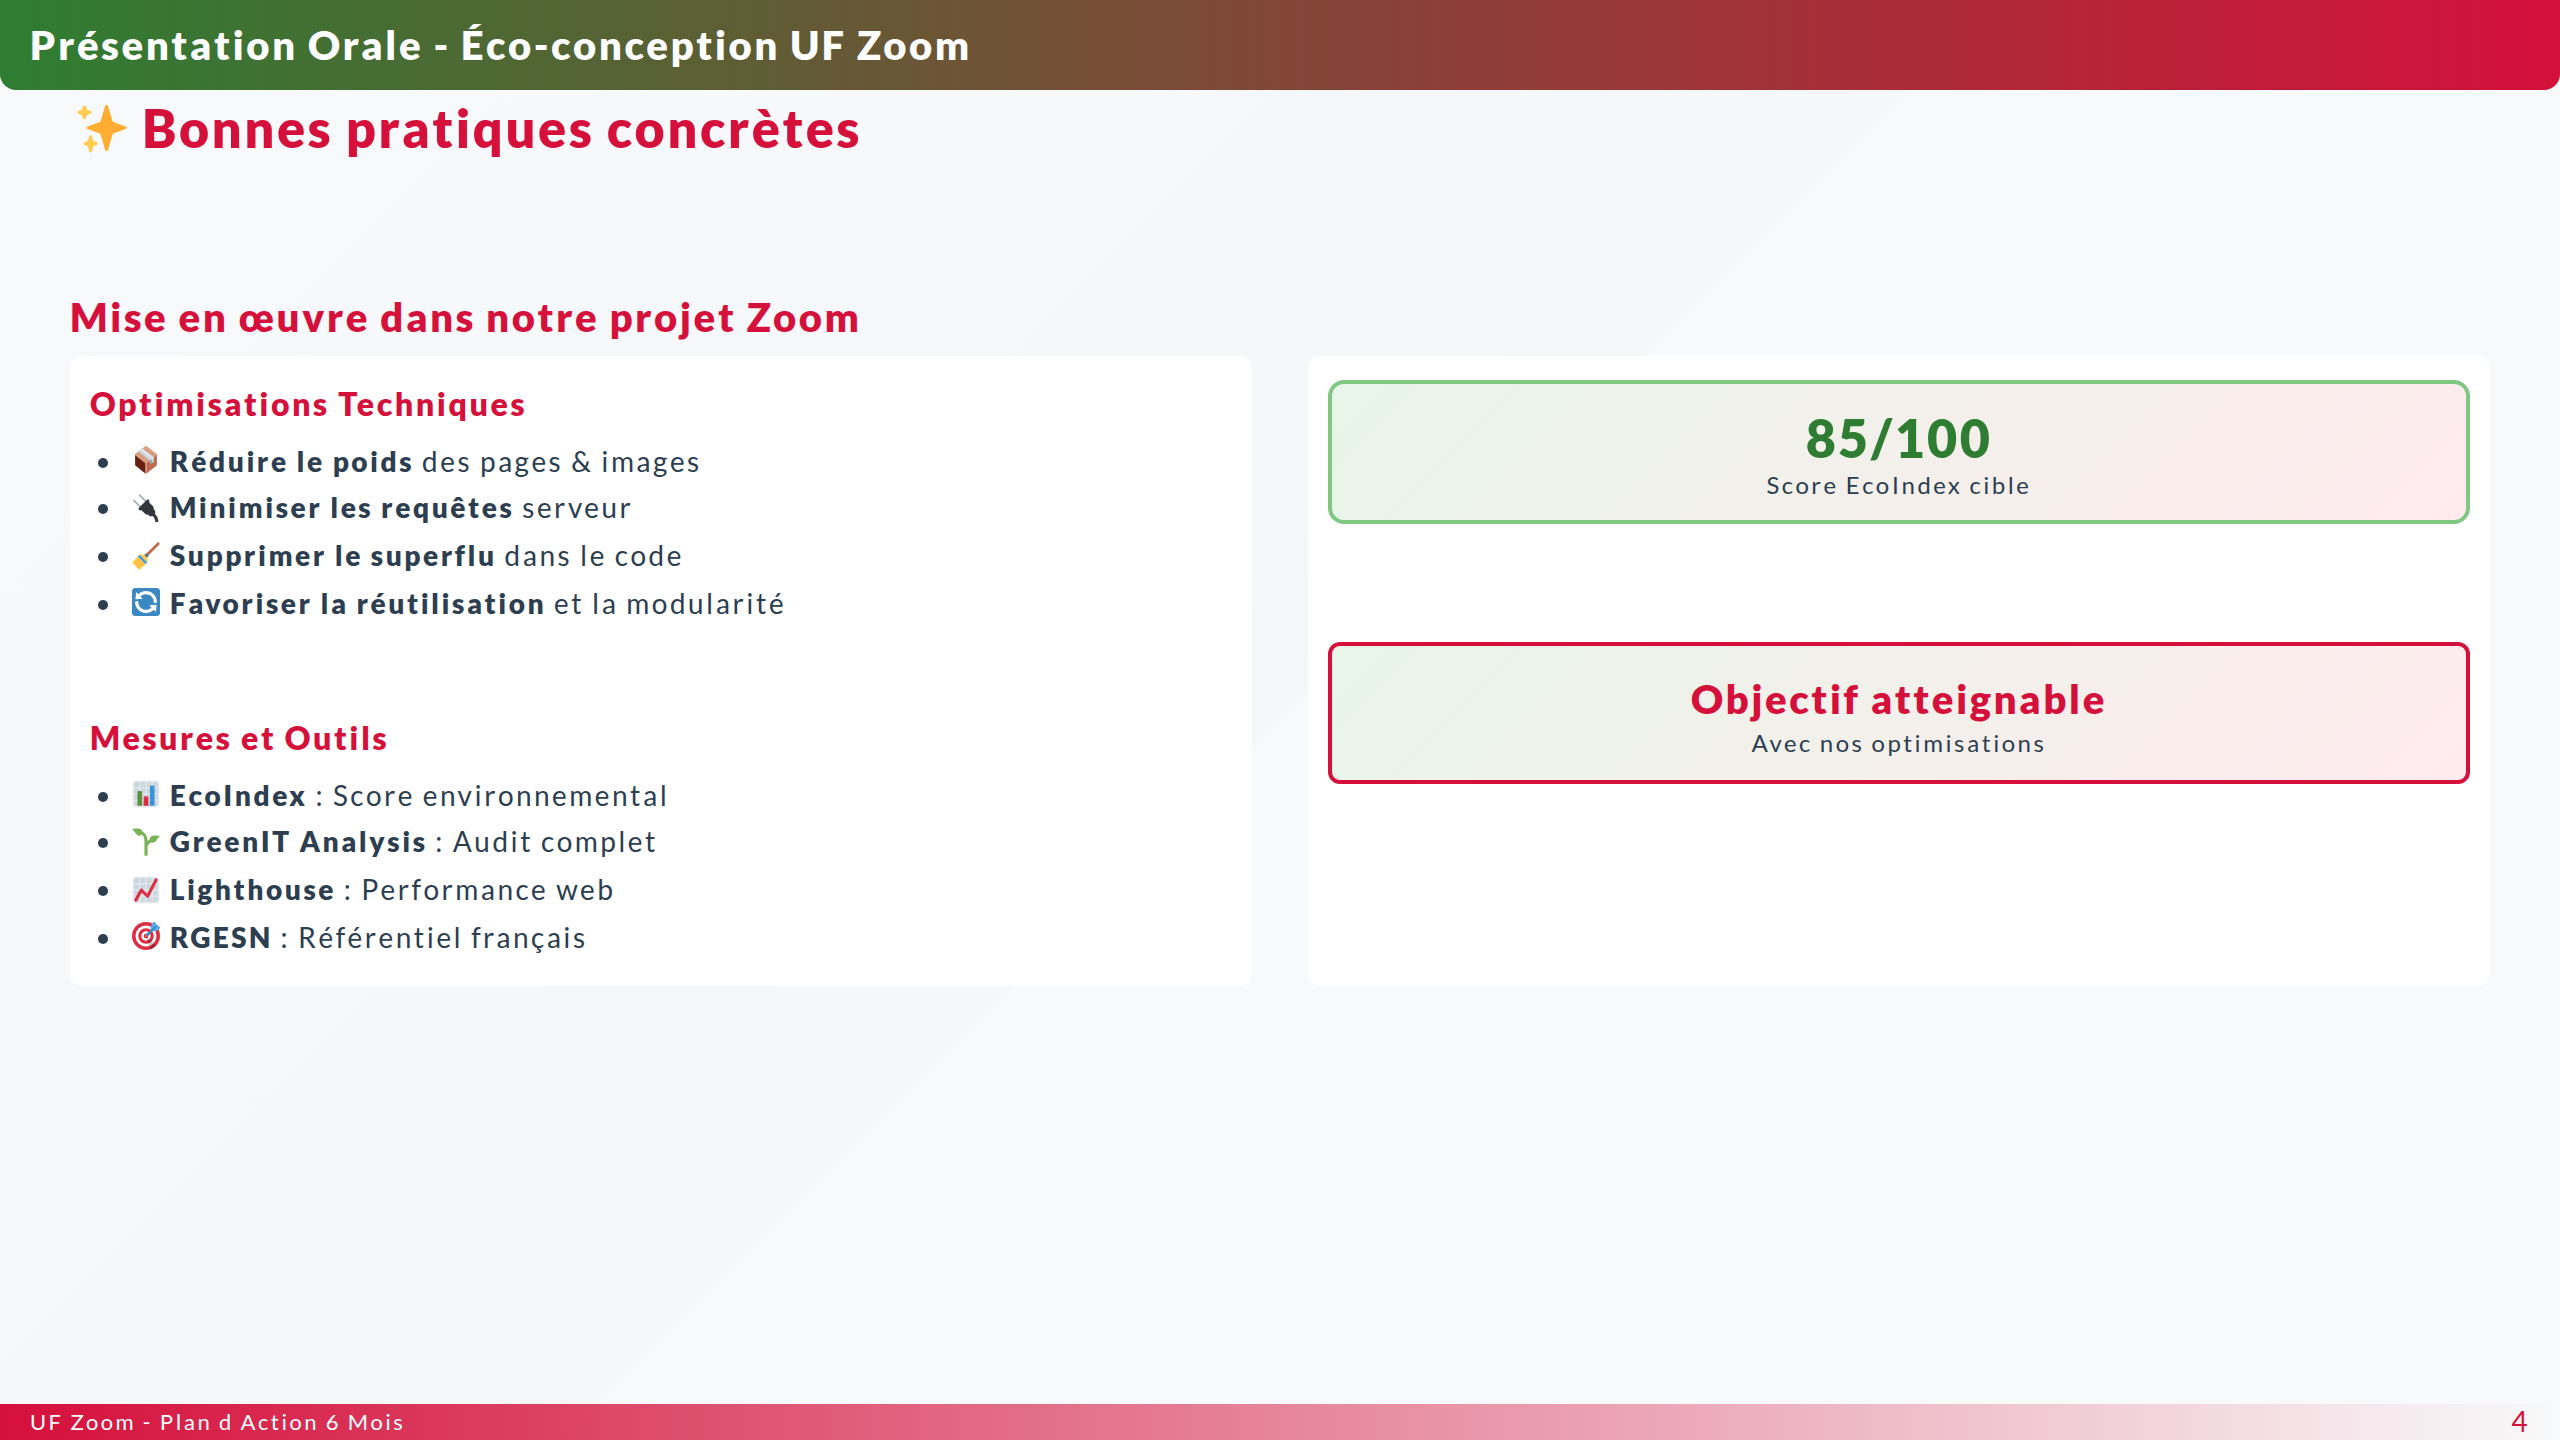 Présentation Orale - Éco-conception UF Zoom
✨ Bonnes pratiques concrètes
Mise en œuvre dans notre projet Zoom
Optimisations Techniques
• 📦 Réduire le poids des pages & images
• 🔌 Minimiser les requêtes serveur
• 🧹 Supprimer le superflu dans le code
• 🔄 Favoriser la réutilisation et la modularité
Mesures et Outils
• 📊 EcoIndex : Score environnemental
• 🌱 GreenIT Analysis : Audit complet
• 📈 Lighthouse : Performance web
• 🎯 RGESN : Référentiel français
85/100
Score EcoIndex cible
Objectif atteignable
Avec nos optimisations
UF Zoom - Plan d Action 6 Mois
4